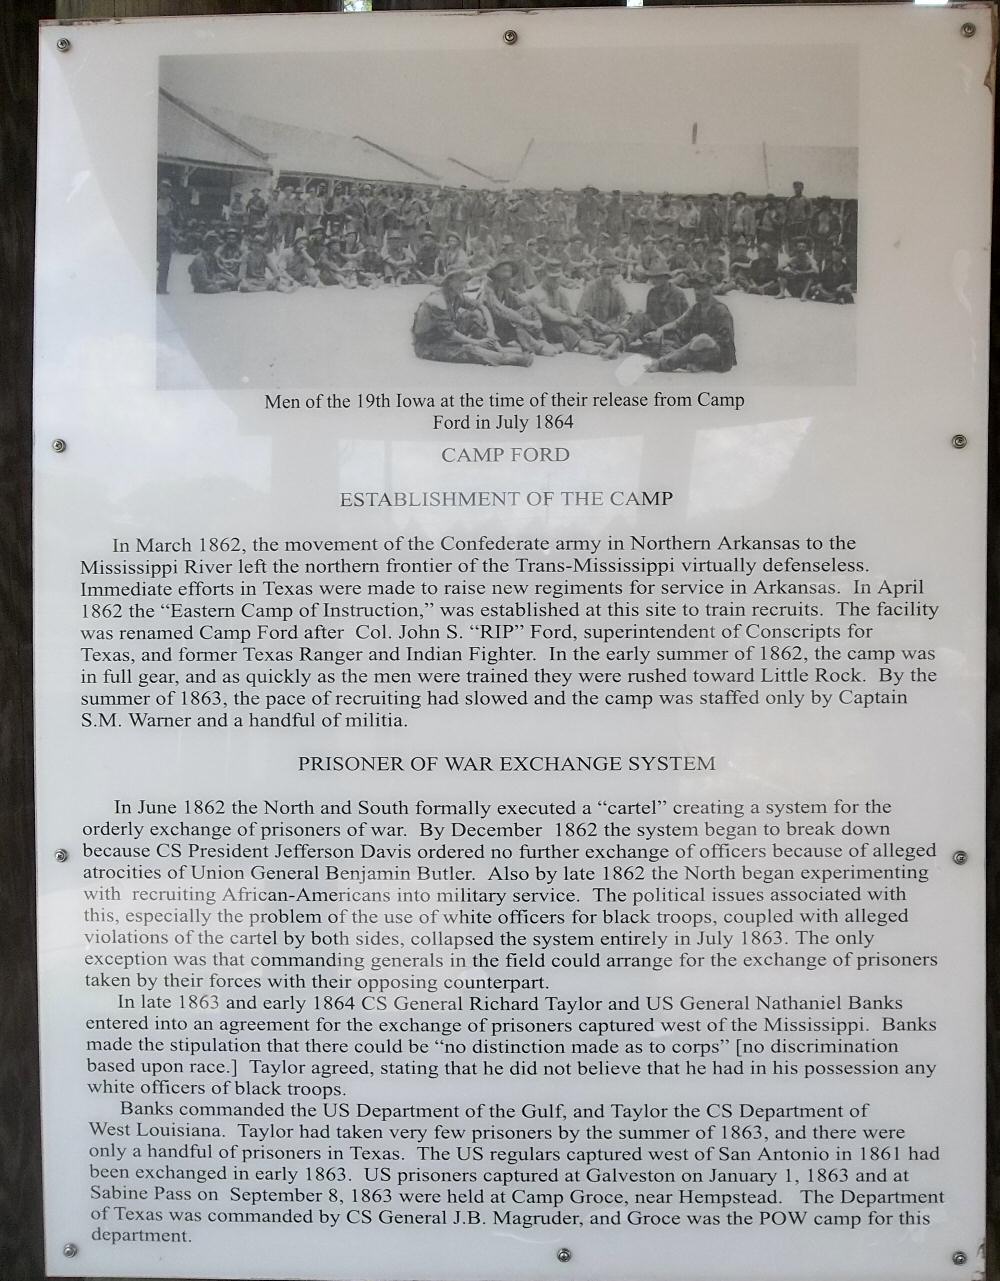 Men of the 19th Iowa at the time of their release from Camp
Ford in July 1864
CAMP FORD
ESTABLISHMENT OF THE CAMP
In March 1862, the movement of the Confederate army in Northern Arkansas to the
Mississippi River left the northern frontier of the Trans-Mississippi virtually defenseless.
Immediate efforts in Texas were made to raise new regiments for service in Arkansas. In April
1862 the “Eastern Camp of Instruction,” was established at this site to train recruits. The facility
was renamed Camp Ford after Col. John S. “RIP” Ford, superintendent of Conscripts for
Texas, and former Texas Ranger and Indian Fighter. In the early summer of 1862, the camp was
in full gear, and as quickly as the men were trained they were rushed toward Little Rock. By the
summer of 1863, the pace of recruiting had slowed and the camp was staffed only by Captain
S.M. Warner and a handful of militia.
PRISONER OF WAR EXCHANGE SYSTEM
In June 1862 the North and South formally executed a “cartel” creating a system for the
orderly exchange of prisoners of war. By December 1862 the system began to break down
because CS President Jefferson Davis ordered no further exchange of officers because of alleged
atrocities of Union General Benjamin Butler. Also by late 1862 the North began experimenting
with recruiting African-Americans into military service. The political issues associated with
this, especially the problem of the use of white officers for black troops, coupled with alleged
violations of the cartel by both sides, collapsed the system entirely in July 1863. The only
exception was that commanding generals in the field could arrange for the exchange of prisoners
taken by their forces with their opposing counterpart.
In late 1863 and early 1864 CS General Richard Taylor and US General Nathaniel Banks
entered into an agreement for the exchange of prisoners captured west of the Mississippi. Banks
made the stipulation that there could be “no distinction made as to corps” [no discrimination
based upon race.] Taylor agreed, stating that he did not believe that he had in his possession any
white officers of black troops.
Banks commanded the US Department of the Gulf, and Taylor the CS Department of
West Louisiana. Taylor had taken very few prisoners by the summer of 1863, and there were
only a handful of prisoners in Texas. The US regulars captured west of San Antonio in 1861 had
been exchanged in early 1863. US prisoners captured at Galveston on January 1, 1863 and at
Sabine Pass on September 8, 1863 were held at Camp Groce, near Hempstead. The Department
of Texas was commanded by CS General J.B. Magruder, and Groce was the POW camp for this
department.